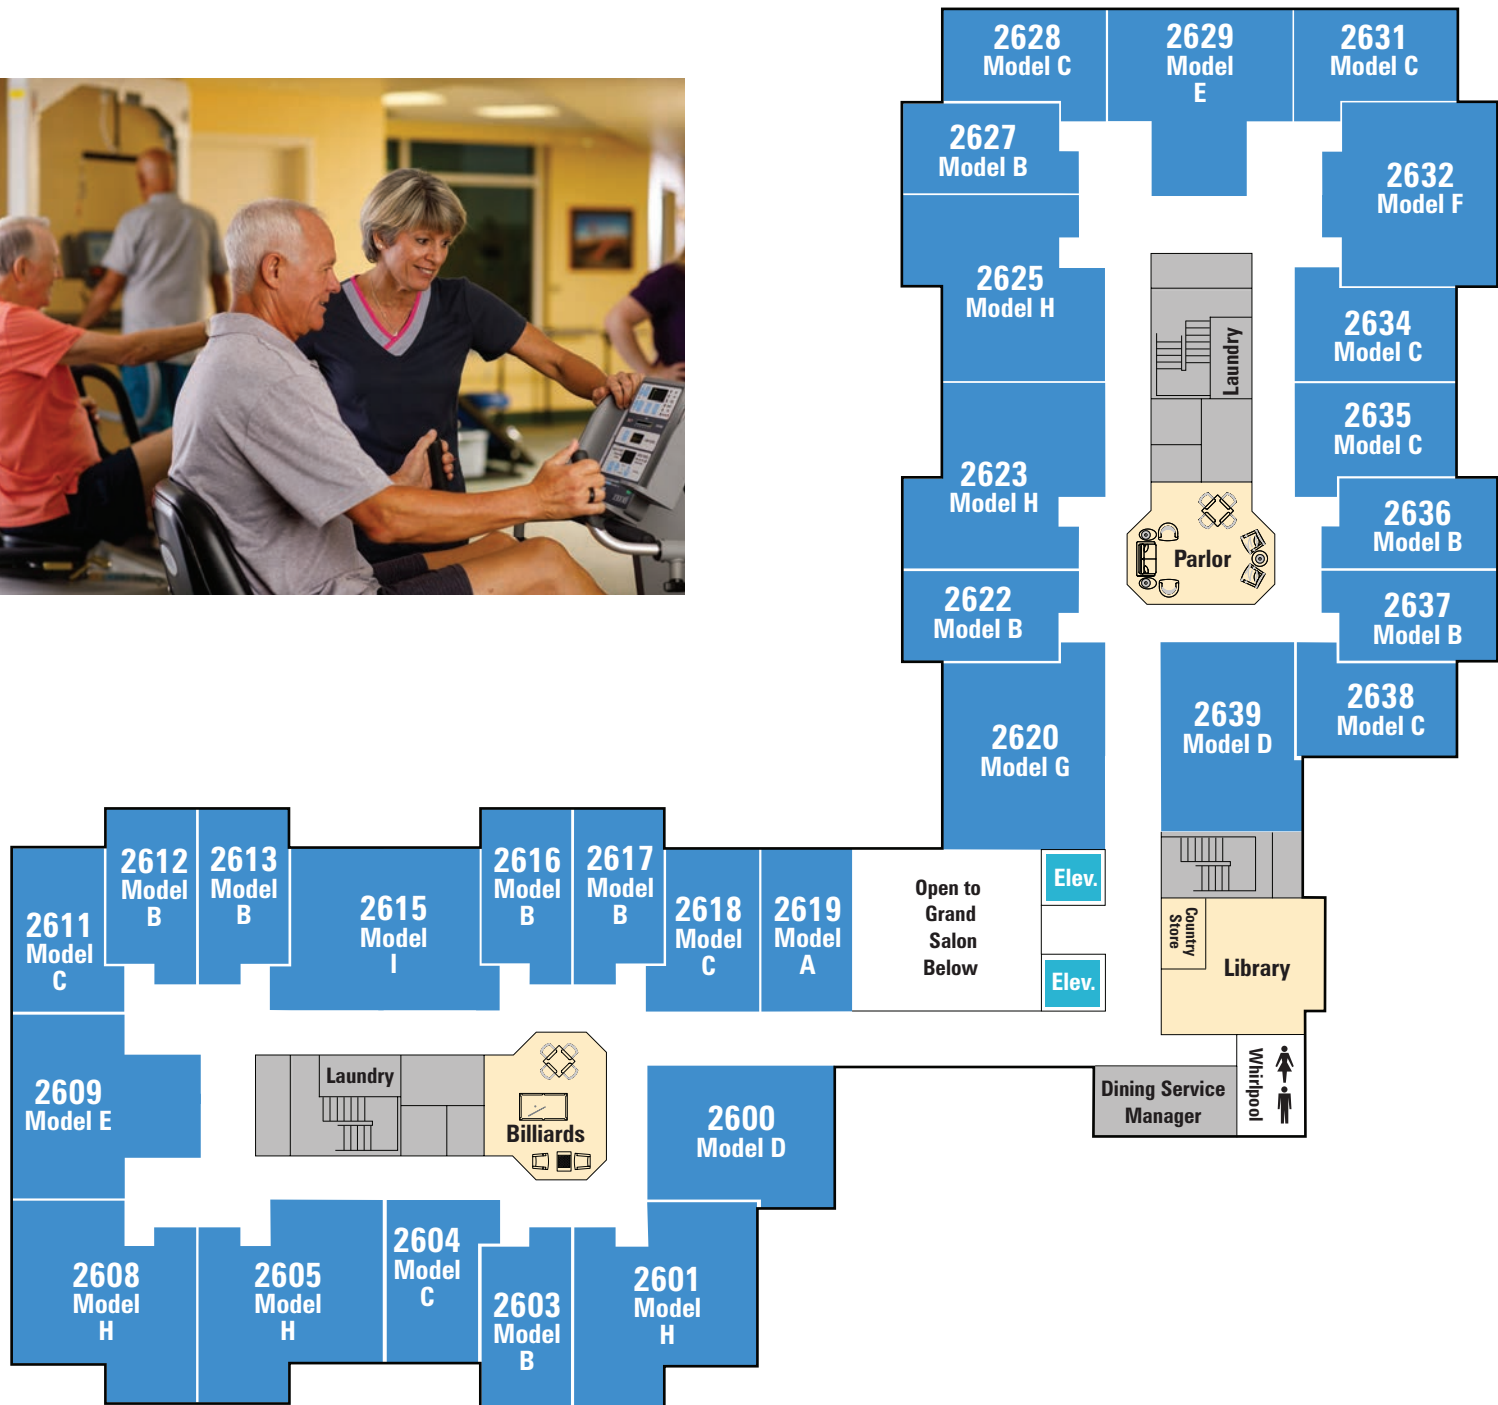 2628
Model C
2629
Model
E
2631
Model C
2627
Model B
2632
Model F
2625
Model H
2634
Model C
Laundry
2635
Model C
2623
Model H
2636
Model B
Parlor
2622
Model B
2637
Model B
2620
Model G
2639
Model D
2638
Model C
2611
Model
C
2612
Model
B
2613
Model
B
2615
Model
I
2616
Model
B
2617
Model
B
2618
Model
C
2619
Model
A
Open to
Grand
Salon
Below
Elev.
Elev.
Country
Store
Library
2609
Model E
Laundry
Billiards
2600
Model D
Dining Service
Manager
Whirlpool
2608
Model
H
2605
Model
H
2604
Model
C
2603
Model
B
2601
Model
H